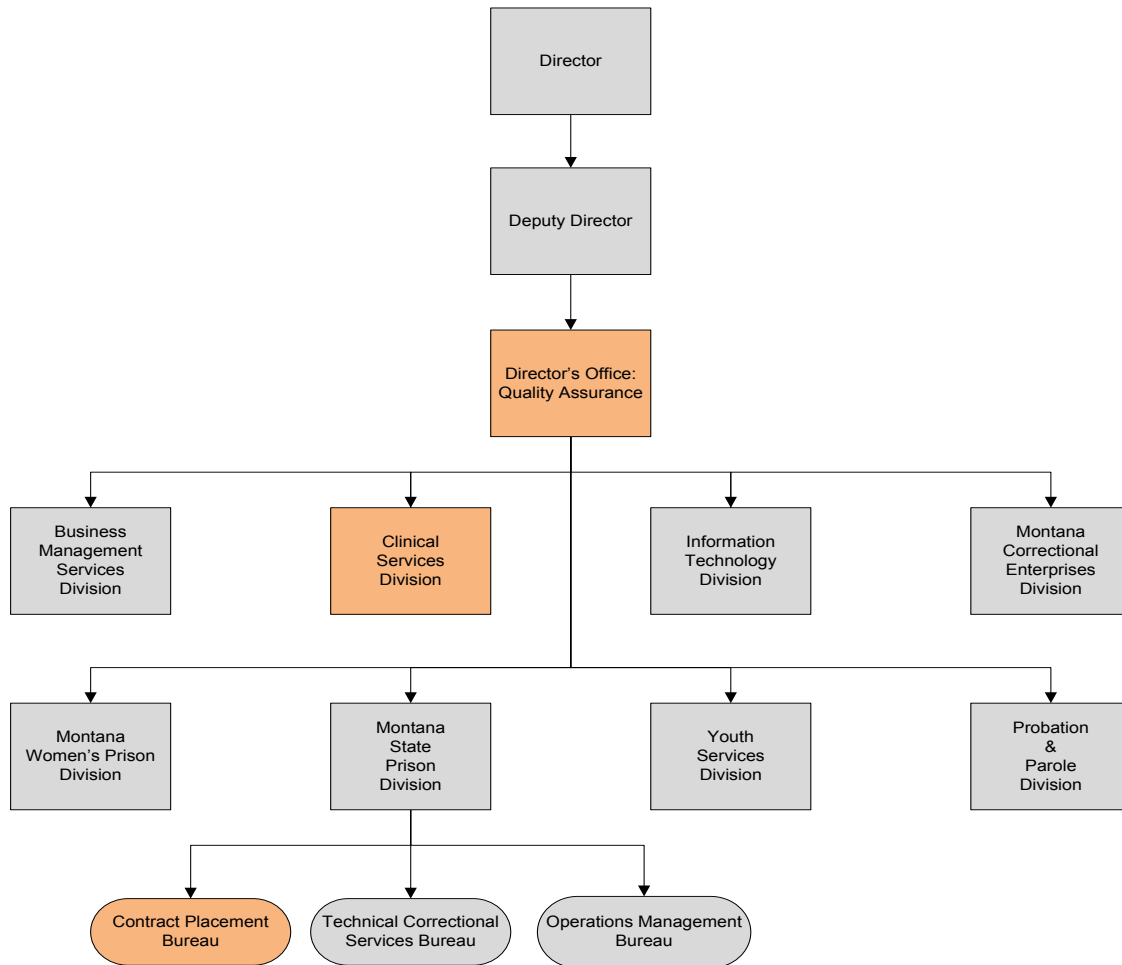 Director
Deputy Director
Director’s Office:
Quality Assurance
Business
Management
Services
Division
Clinical
Services
Division
Information
Technology
Division
Montana
Correctional
Enterprises
Division
Montana
Women’s Prison
Division
Montana
State
Prison
Division
Youth
Services
Division
Probation
&
Parole
Division
Contract Placement
Bureau
Technical Correctional
Services Bureau
Operations Management
Bureau